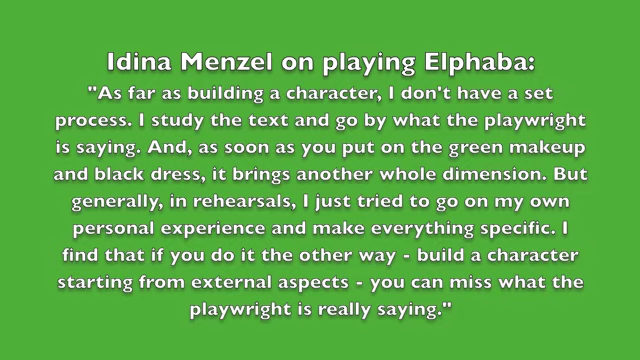 Idina Menzel on playing Elphaba:
"As far as building a character, I don't have a set
process. I study the text and go by what the playwright
is saying. And, as soon as you put on the green makeup
and black dress, it brings another whole dimension. But
generally, in rehearsals, I just tried to go on my own
personal experience and make everything specific. I
find that if you do it the other way - build a character
starting from external aspects - you can miss what the
playwright is really saying."